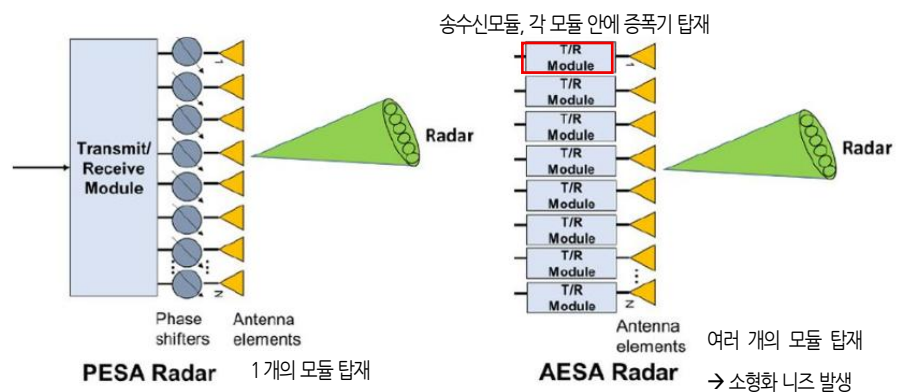 송수신모듈, 각 모듈 안에 증폭기 탑재
Transmit/
Receive
Module
1
⋮
⋮
N
Phase
shifters
Antenna
elements
Radar
PESA Radar
1개의 모듈 탑재
T/R
Module
T/R
Module
T/R
Module
T/R
Module
T/R
Module
T/R
Module
T/R
Module
T/R
Module
1
⋮
N
Antenna
elements
Radar
AESA Radar
여러 개의 모듈 탑재
→ 소형화 니즈 발생